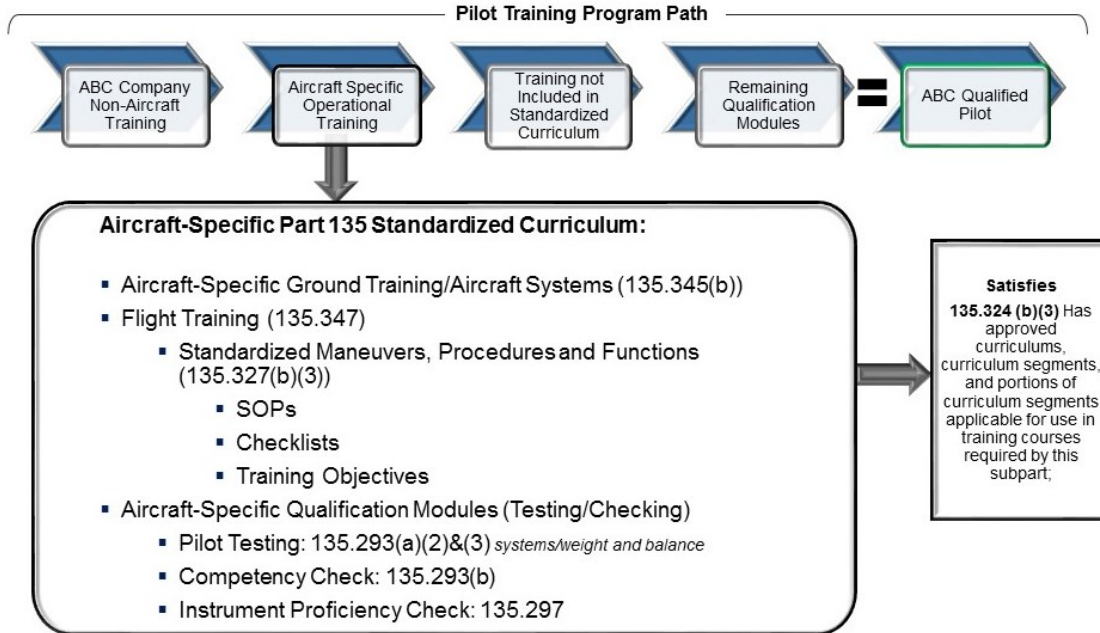 Pilot Training Program Path
ABC Company
Non-Aircraft
Training
Aircraft Specific
Operational
Training
Training not
Included in
Standardized
Curriculum
Remaining
Qualification
Modules
=
ABC Qualified
Pilot
Aircraft-Specific Part 135 Standardized Curriculum:
▪ Aircraft-Specific Ground Training/Aircraft Systems (135.345(b))
▪ Flight Training (135.347)
▪ Standardized Maneuvers, Procedures and Functions
(135.327(b)(3))
▪ SOPs
▪ Checklists
▪ Training Objectives
▪ Aircraft-Specific Qualification Modules (Testing/Checking)
▪ Pilot Testing: 135.293(a)(2)&(3) systems/weight and balance
▪ Competency Check: 135.293(b)
▪ Instrument Proficiency Check: 135.297
Satisfies
135.324 (b)(3) Has
approved
curriculums,
curriculum segments,
and portions of
curriculum segments
applicable for use in
training courses
required by this
subpart;